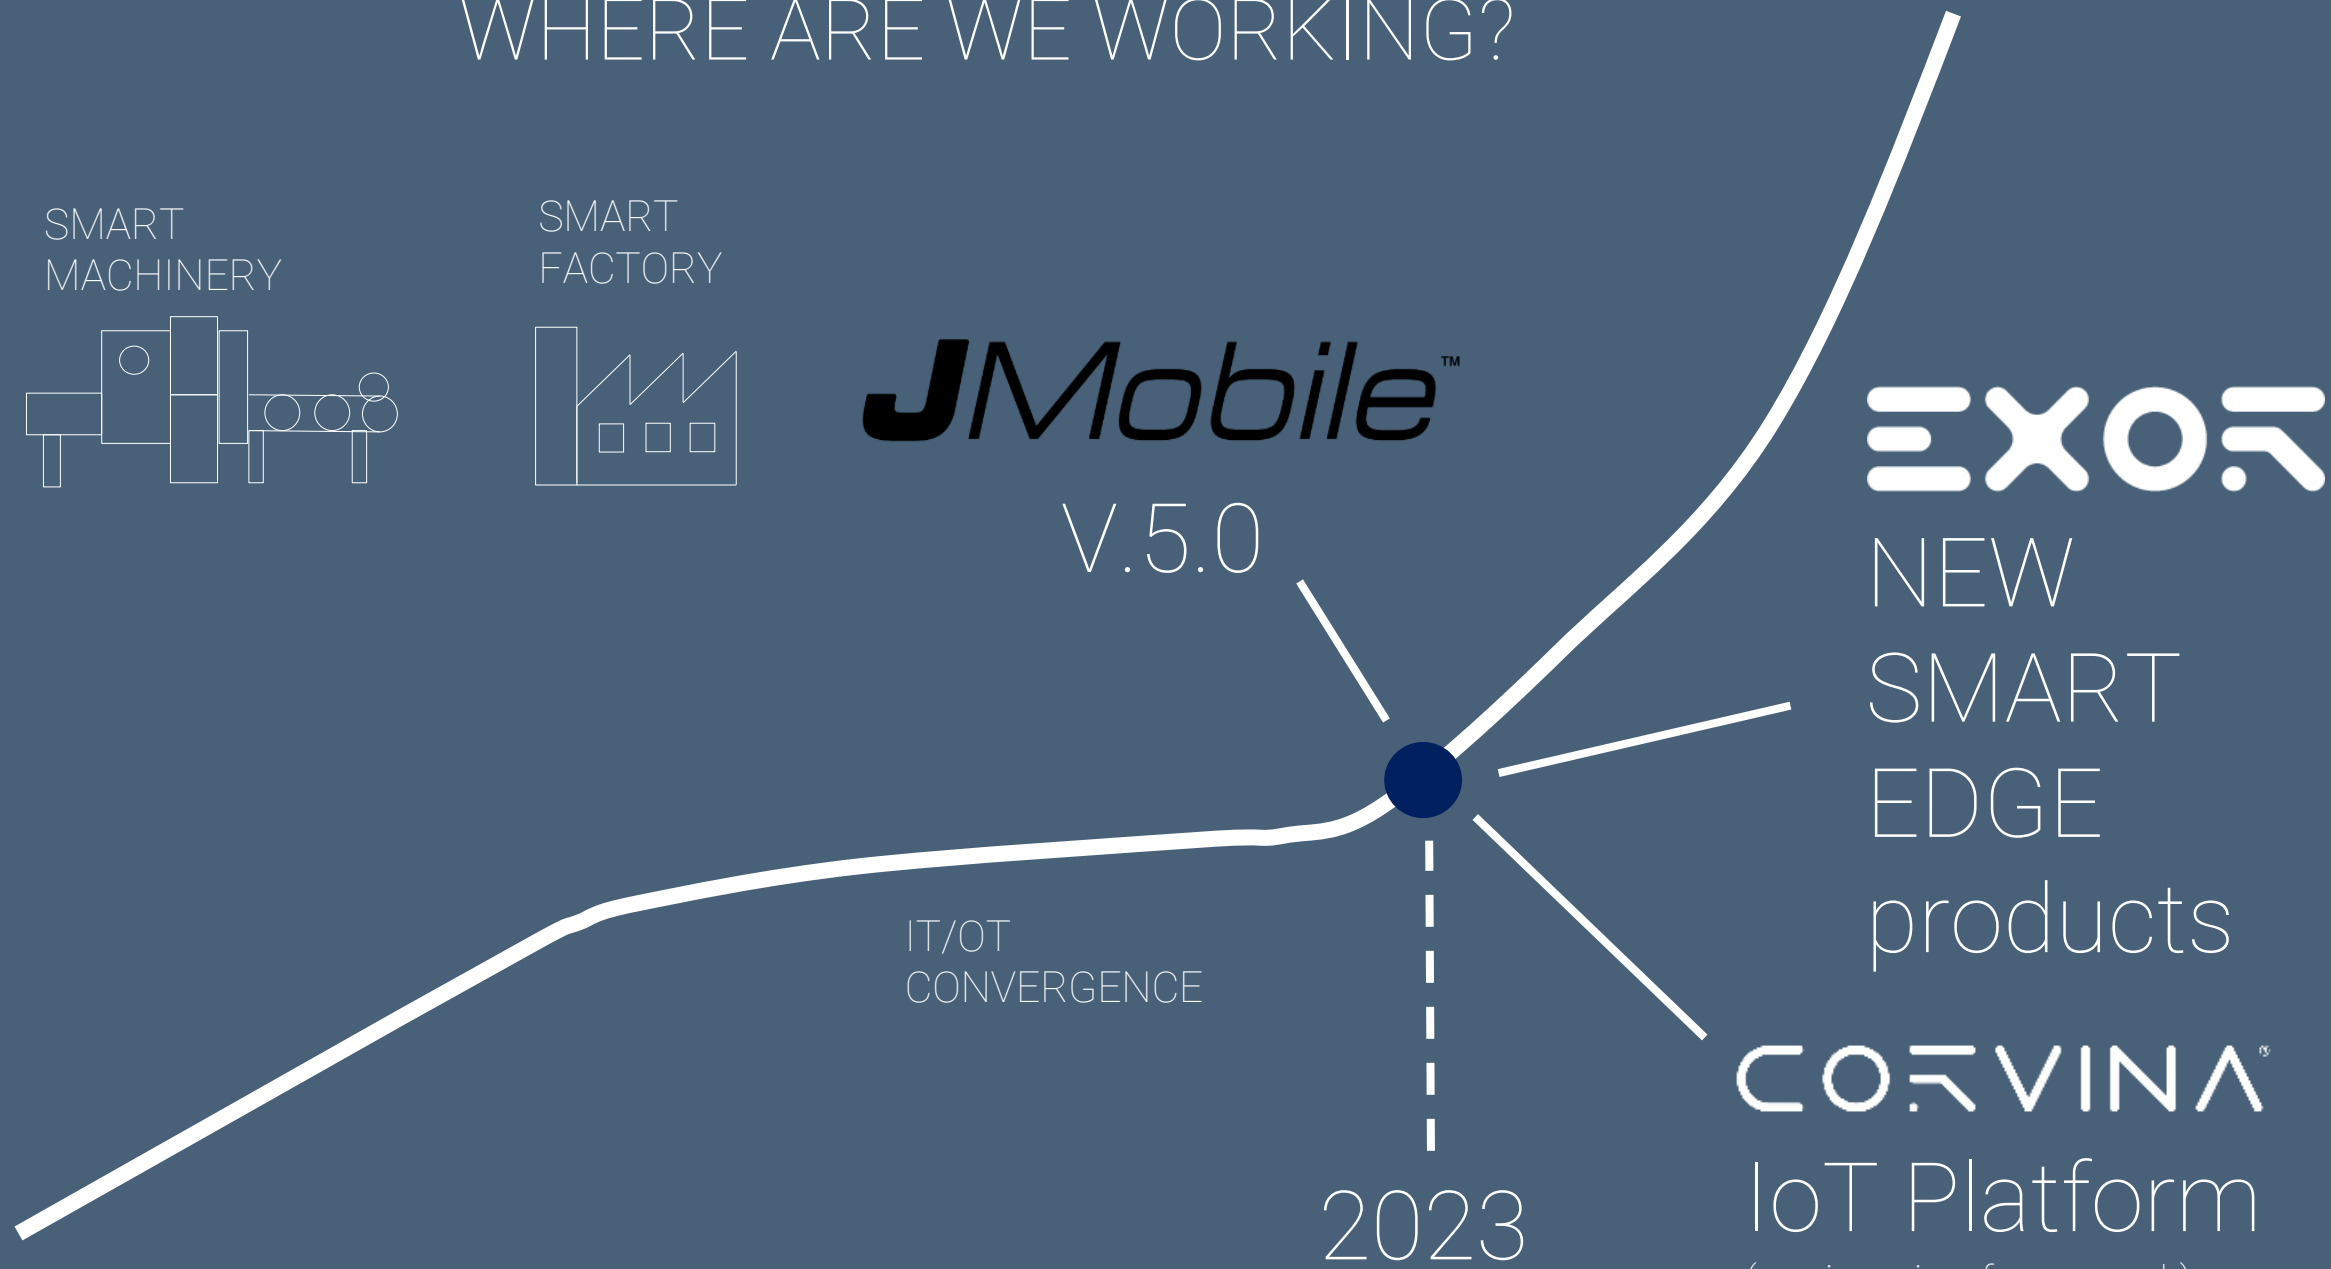 WHERE ARE WE WORKING?
SMART
MACHINERY
SMART
FACTORY
JMobile™
V.5.0
EXOR
NEW
SMART
EDGE
products
IT/OT
CONVERGENCE
CORVINA®
IoT Platform
2023